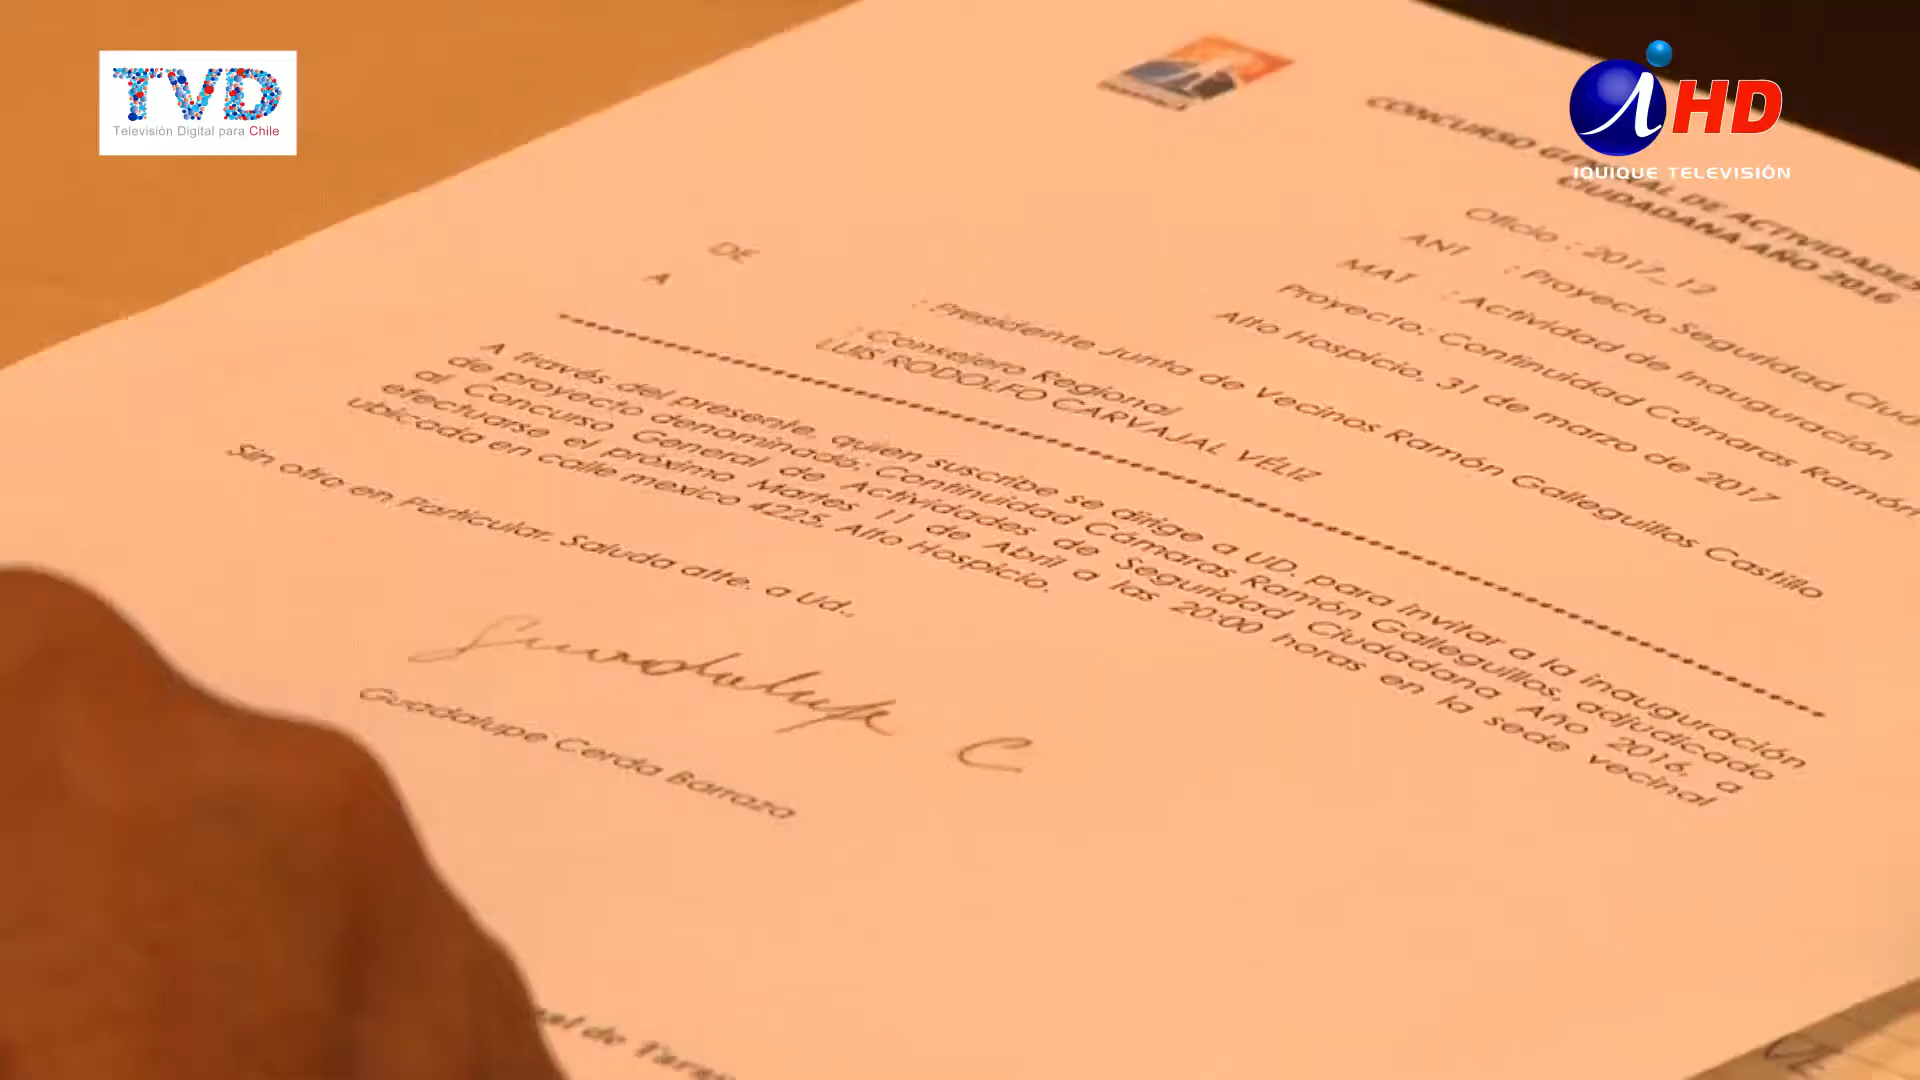 TVD
Televisión Digital para Chile
HD
IQUIQUE TELEVISIÓN
CONCURSO GENERAL DE ACTIVIDADES
CIUDADANA AÑO 2016
Oficio : 2017_12
ANT : Proyecto Seguridad Ciud
MAT : Actividad de Inauguración
Proyecto: Continuidad Cámaras Ramón
Alto Hospicio, 31 de marzo de 2017
DE : Presidente Junta de Vecinos Ramón Galleguillos Castillo
A : Consejero Regional
LUIS RODOLFO CARVAJAL VÉLIZ
A través del presente, quien suscribe se dirige a UD. para invitar a la inauguración
de proyecto denominado: Continuidad Cámaras Ramón Galleguillos, adjudicado
al Concurso General de Actividades de Seguridad Ciudadana Año 2016, a
efectuarse el próximo Martes 11 de Abril a las 20:00 horas en la sede vecinal
ubicada en calle mexico 4225, Alto Hospicio.
Sin otro en Particular, Saluda atte. a Ud.,
Guadalupe C
Guadalupe Cerda Barraza
de